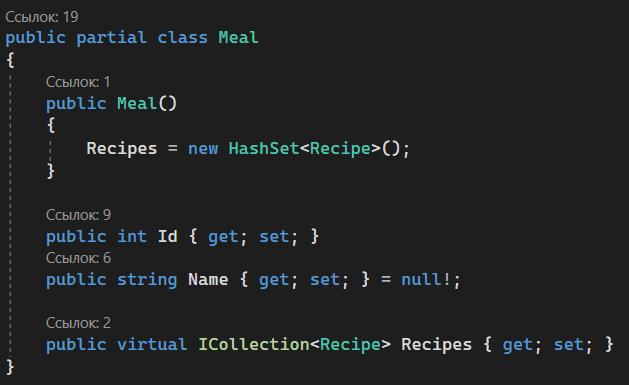 Ссылок: 19
public partial class Meal
{
Ссылок: 1
public Meal()
{
Recipes = new HashSet<Recipe>();
}
Ссылок: 9
public int Id { get; set; }
Ссылок: 6
public string Name { get; set; } = null!;
Ссылок: 2
public virtual ICollection<Recipe> Recipes { get; set; }
}